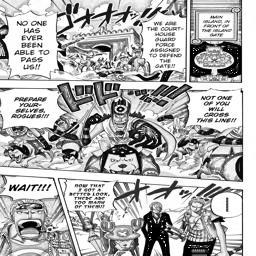 MAIN
ISLAND, IN
FRONT OF
THE ISLAND
GATE
WE ARE
THE COURT-
HOUSE
GUARD
FORCE
ASSIGNED
TO DEFEND
THE
GATE!!
NO ONE
HAS
EVER
BEEN
ABLE TO
PASS
US!!
NOT ONE
OF YOU
WILL
CROSS
THIS LINE!!
PREPARE
YOUR-
SELVES,
ROGUES!!!
NOW THAT
I GOT A
BETTER LOOK,
THESE ARE
TOO MANY
OF THEM!!
WAIT!!!